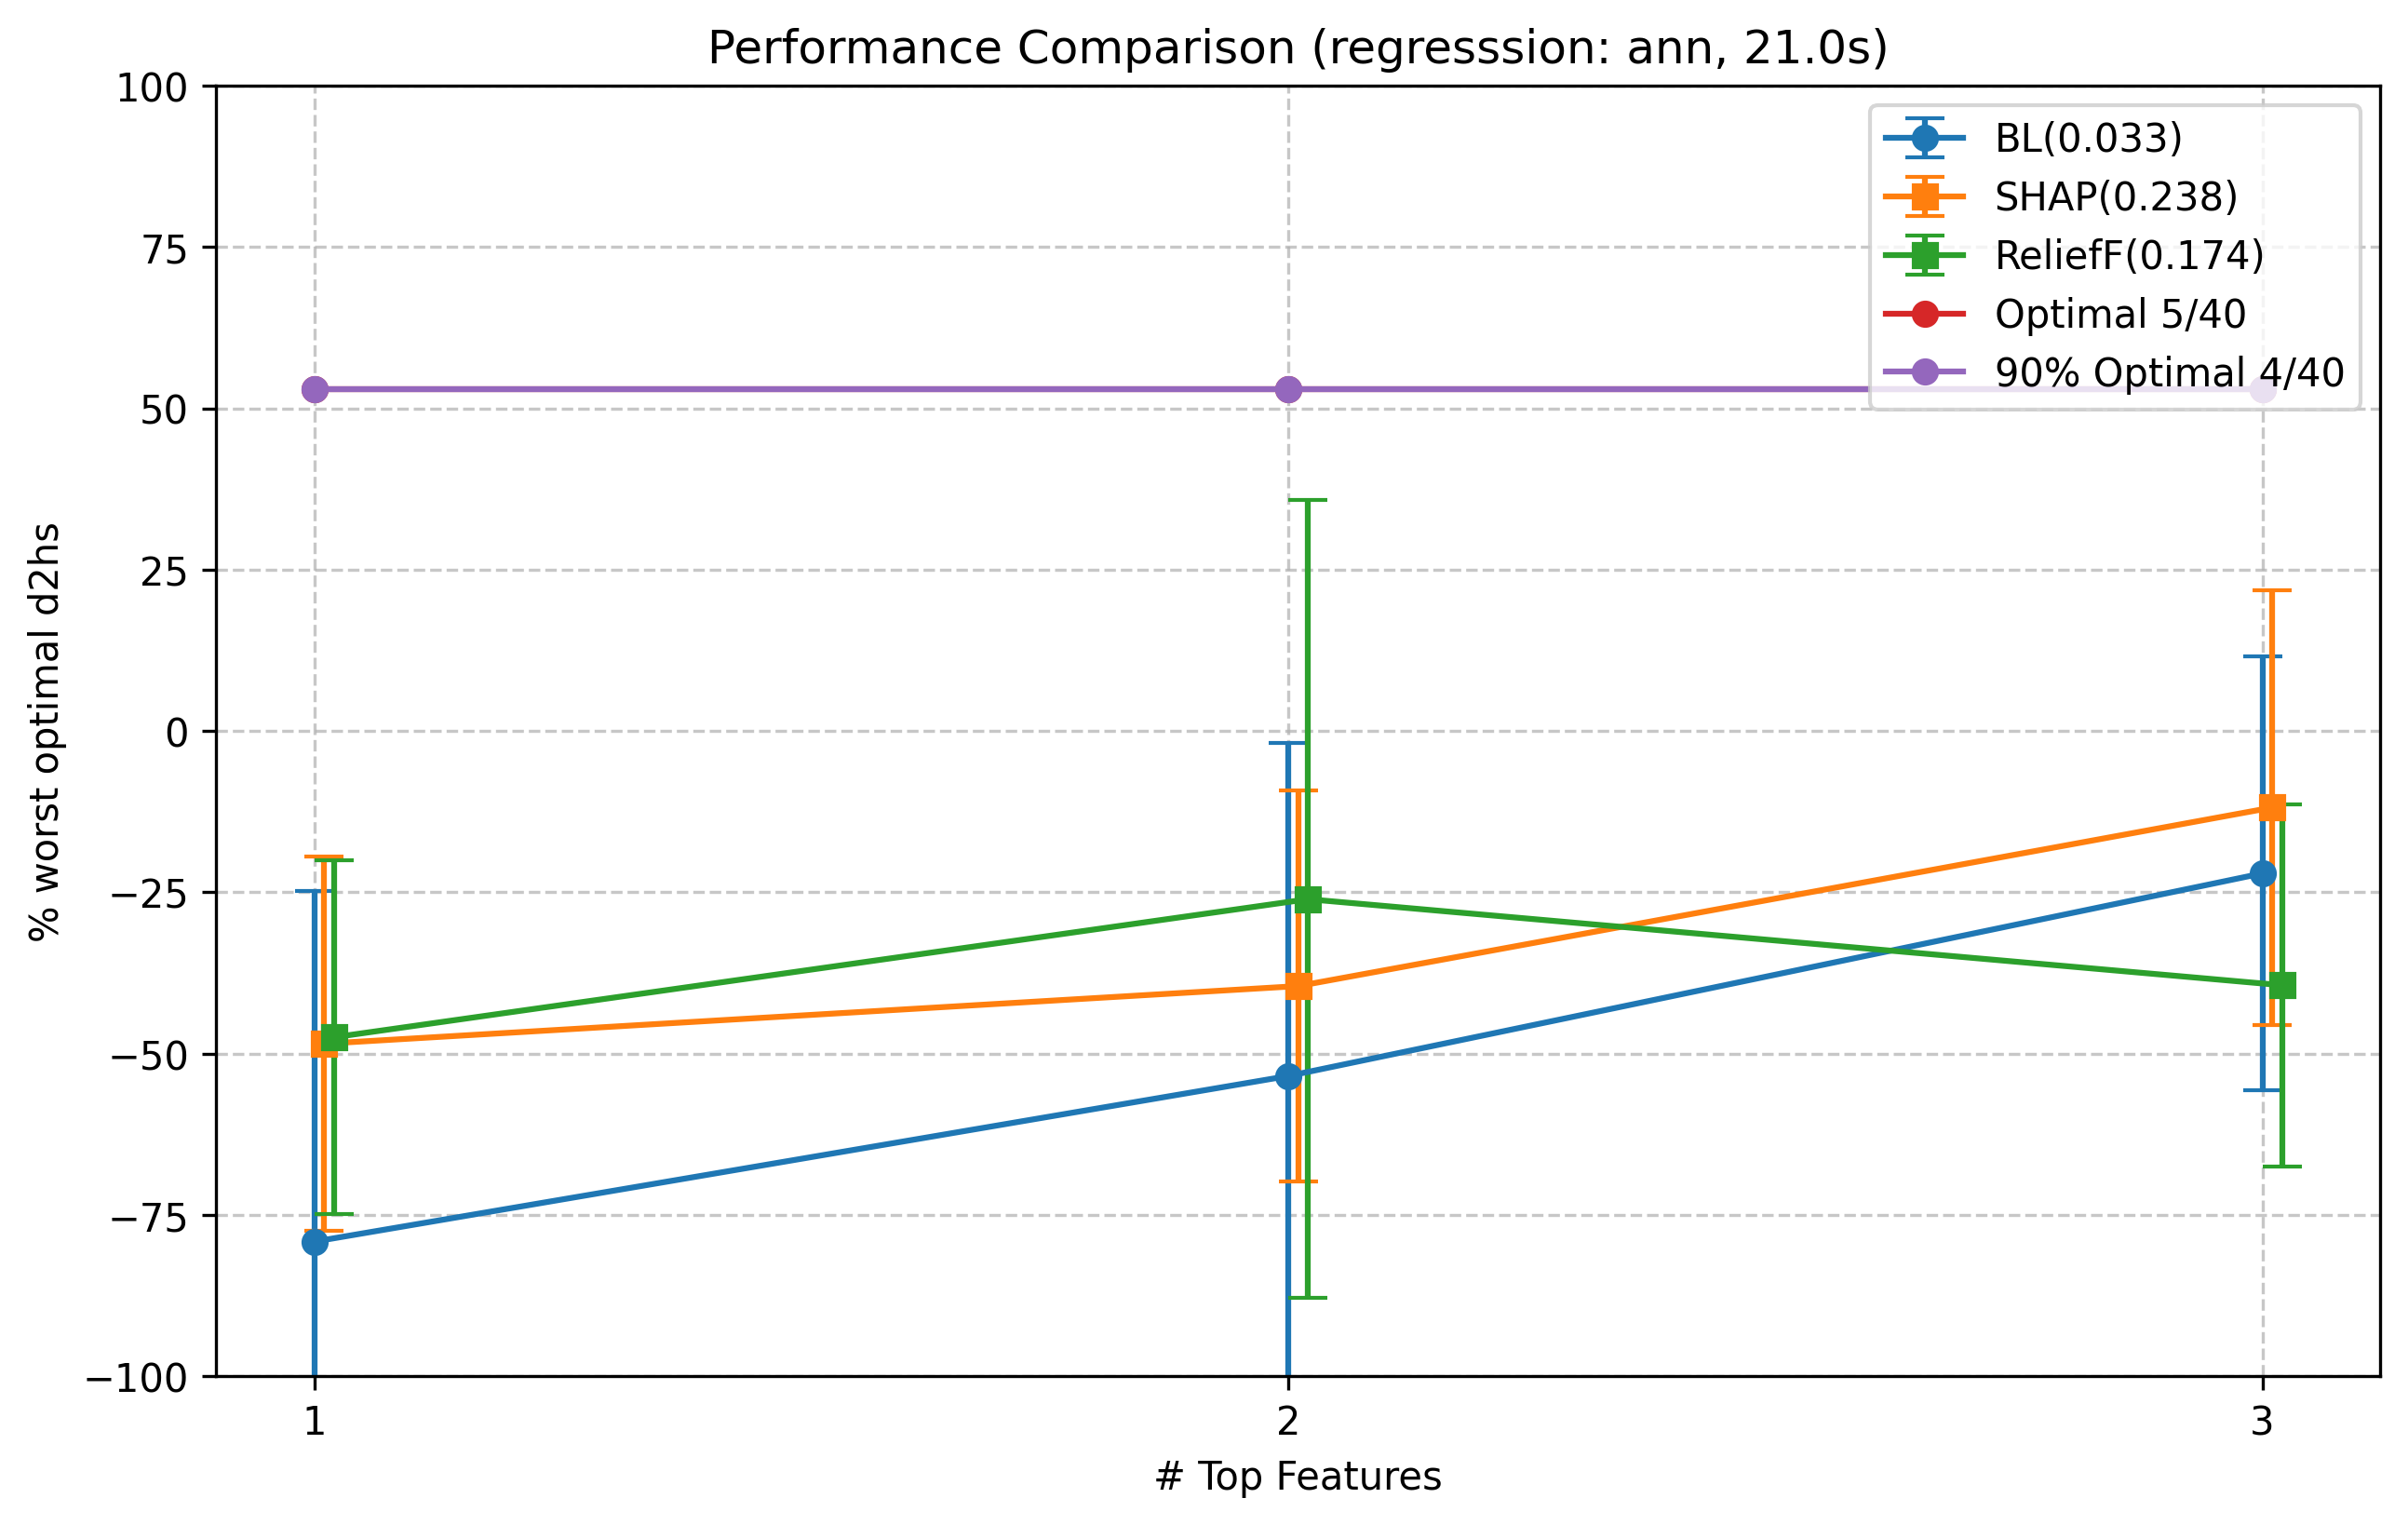 Performance Comparison (regresssion: ann, 21.0s)
100
75
50
25
0
−25
−50
−75
−100
% worst optimal d2hs
BL(0.033)
SHAP(0.238)
ReliefF(0.174)
Optimal 5/40
90% Optimal 4/40
1
2
3
# Top Features